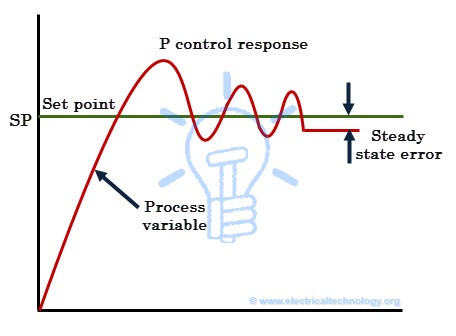 P control response
Set point
SP
Steady
state error
Process
variable
© www.electricaltechnology.org